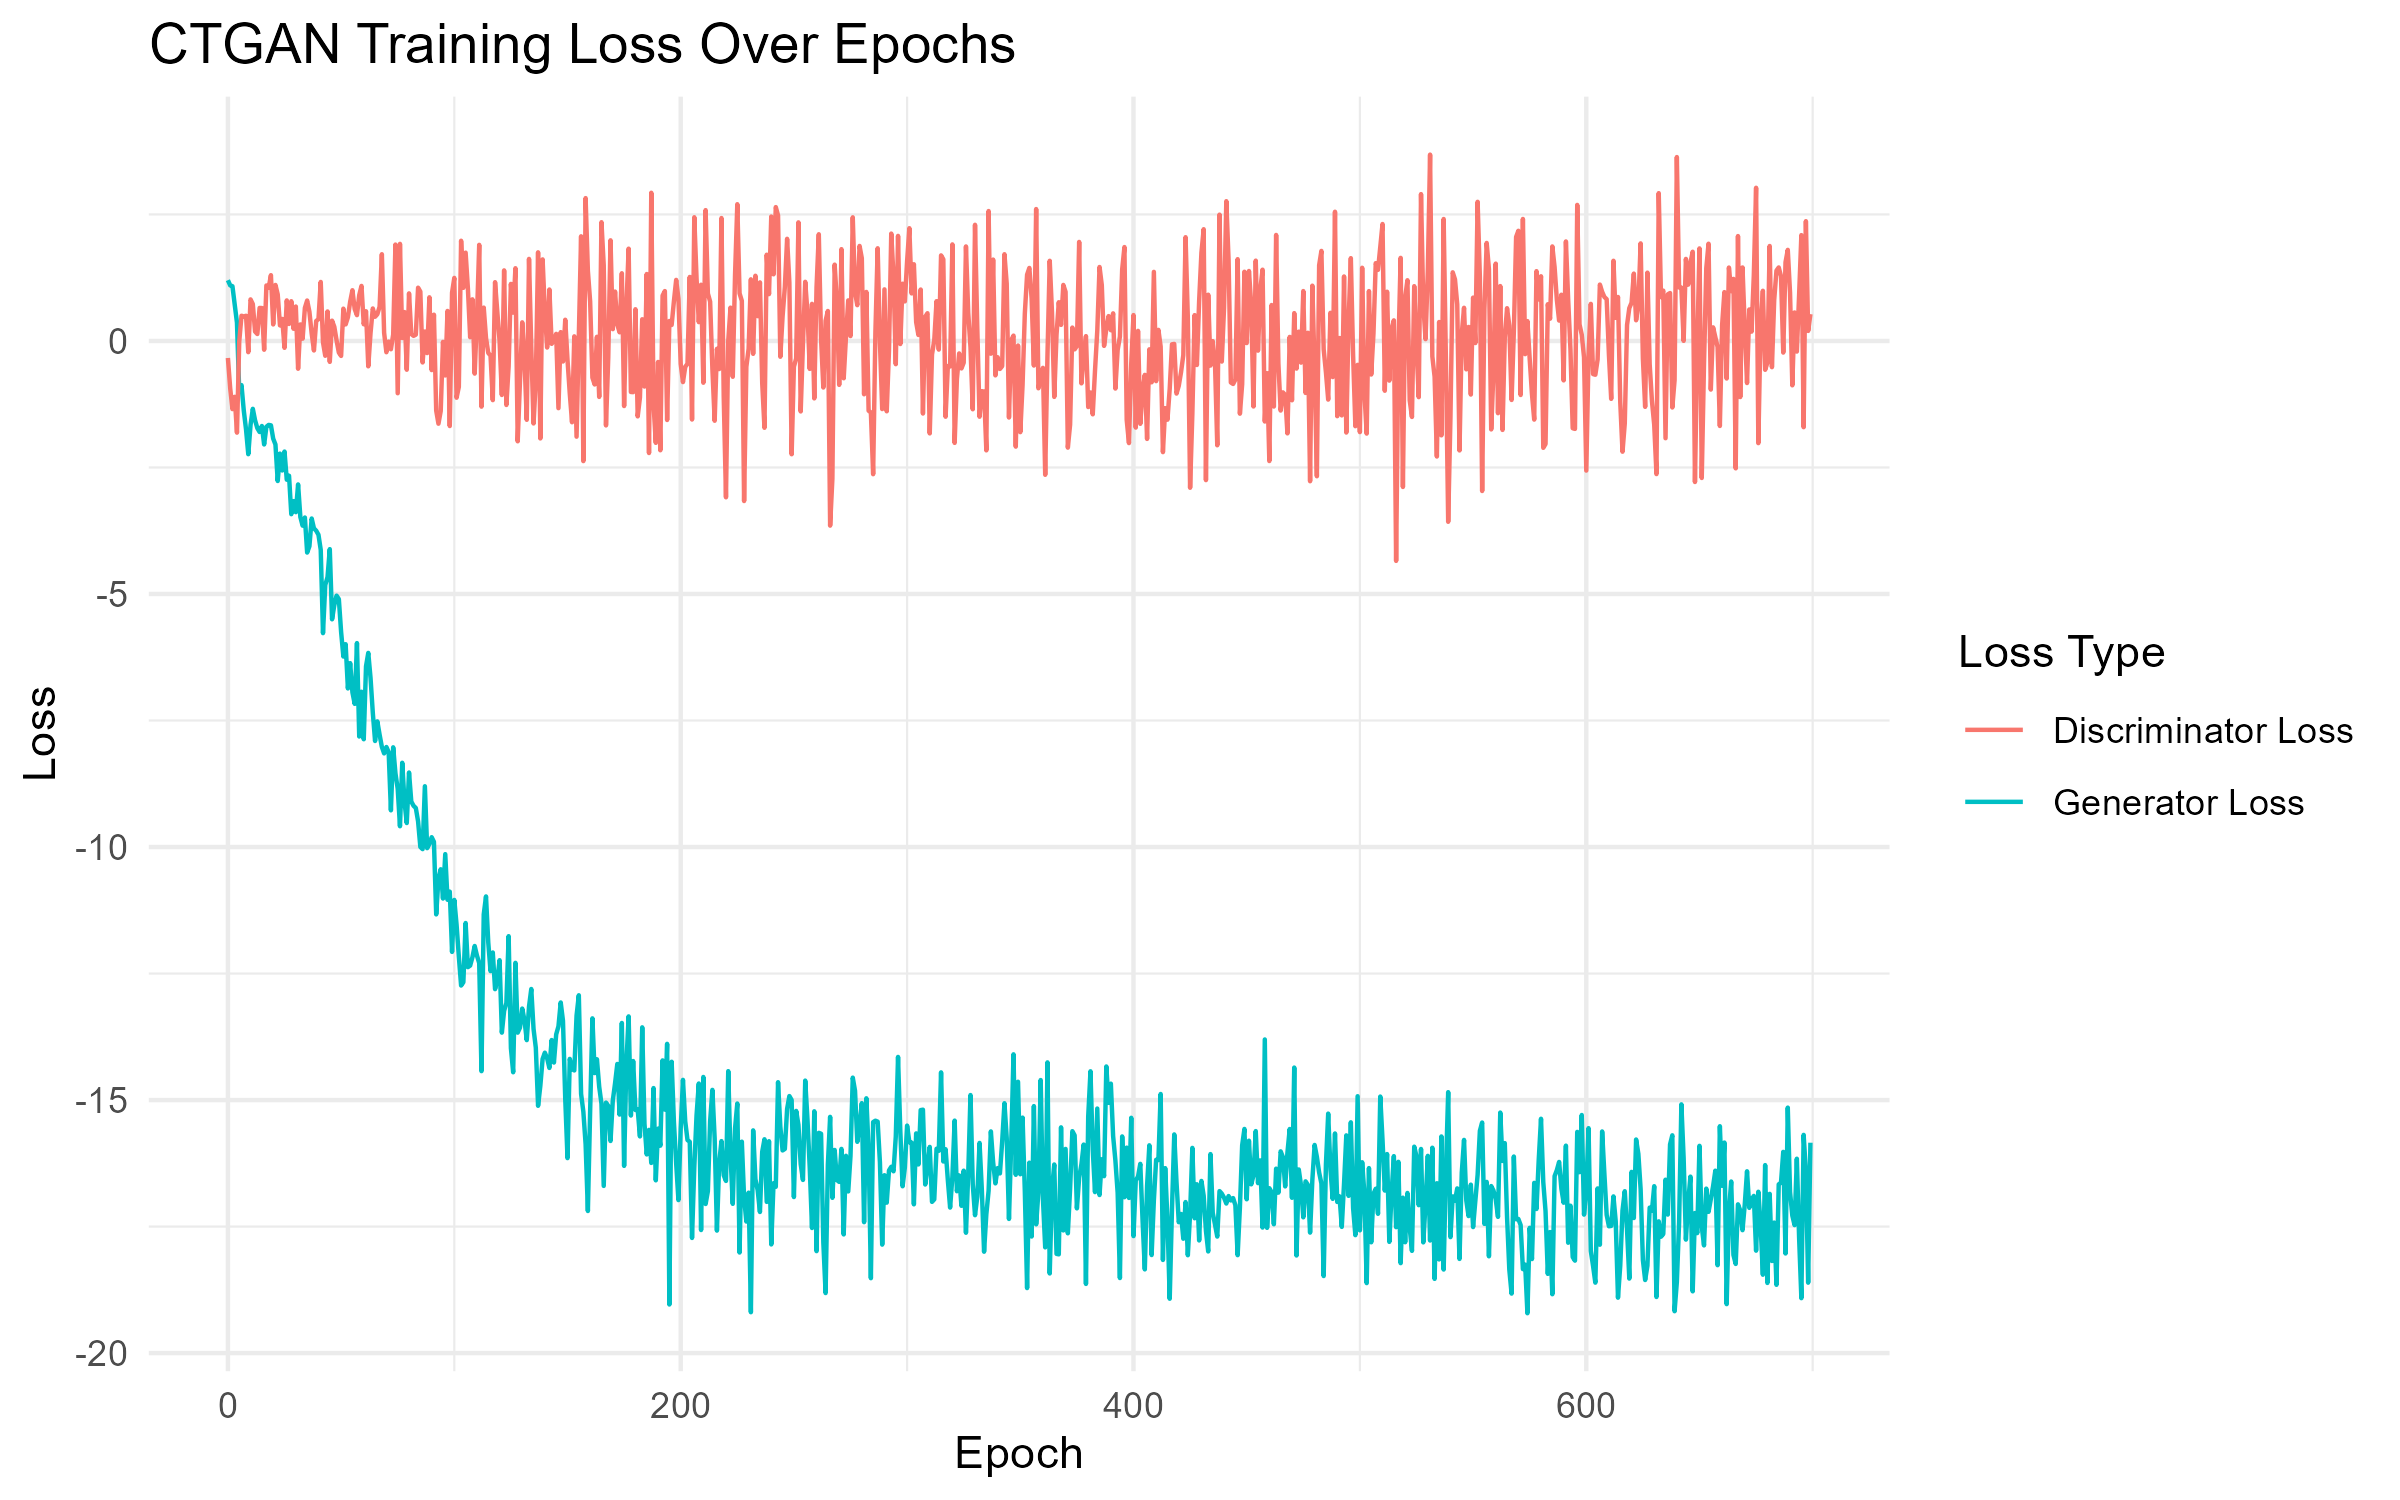 CTGAN Training Loss Over Epochs
Loss
0
-5
-10
-15
-20
0 200 400 600
Epoch
Loss Type
Discriminator Loss
Generator Loss